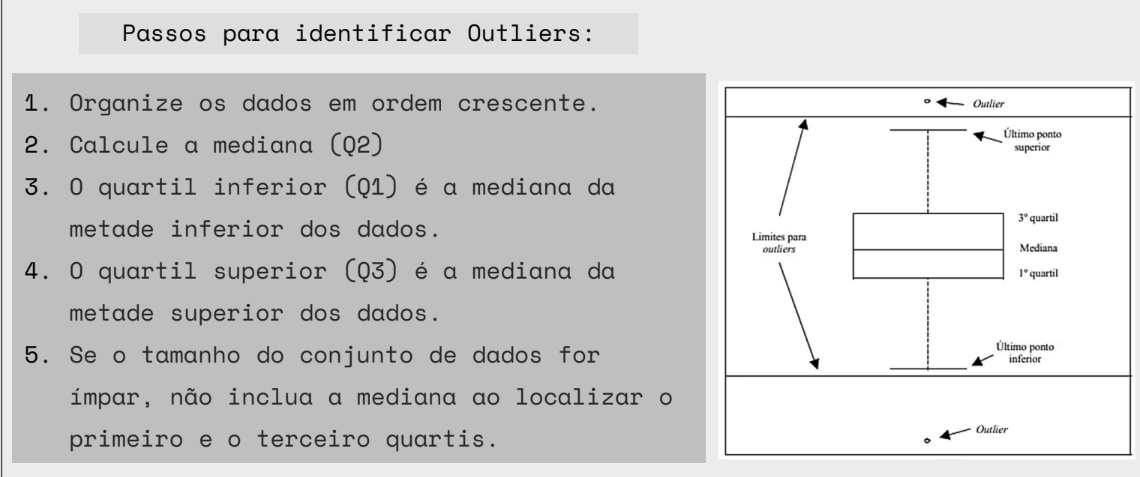 Passos para identificar Outliers:
1. Organize os dados em ordem crescente.
2. Calcule a mediana (Q2)
3. O quartil inferior (Q1) é a mediana da
metade inferior dos dados.
4. O quartil superior (Q3) é a mediana da
metade superior dos dados.
5. Se o tamanho do conjunto de dados for
ímpar, não inclua a mediana ao localizar o
primeiro e o terceiro quartis.
Outlier
Último ponto
superior
3º quartil
Limites para
outliers
Mediana
1º quartil
Último ponto
inferior
Outlier